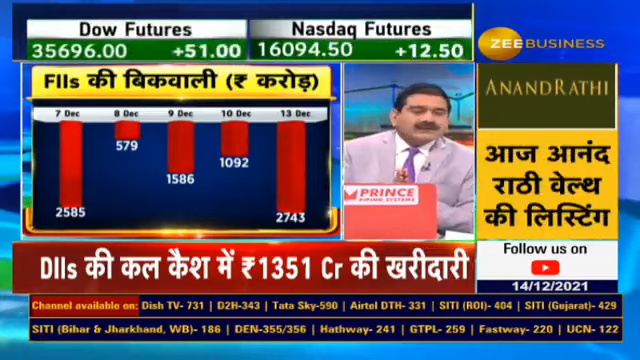 Dow Futures
35696.00 +51.00
Nasdaq Futures
16094.50 +12.50
ZEE BUSINESS
FIIs की बिकवाली (₹ करोड़)
7 Dec 8 Dec 9 Dec 10 Dec 13 Dec
2585 579 1586 1092 2743
PRINCE
PIPING SYSTEMS
ANANDRATHI
आज आनंद
राठी वेल्थ
की लिस्टिंग
DIIs की कल कैश में ₹1351 Cr की खरीदारी
Follow us on
14/12/2021
Channel available on: Dish TV- 731 | D2H-343 | Tata Sky-590 | Airtel DTH- 331 | SITI (ROI)- 404 | SITI (Gujarat)- 429
SITI (Bihar & Jharkhand, WB)- 186 | DEN-355/356 | Hathway- 241 | GTPL- 259 | Fastway- 220 | UCN- 122